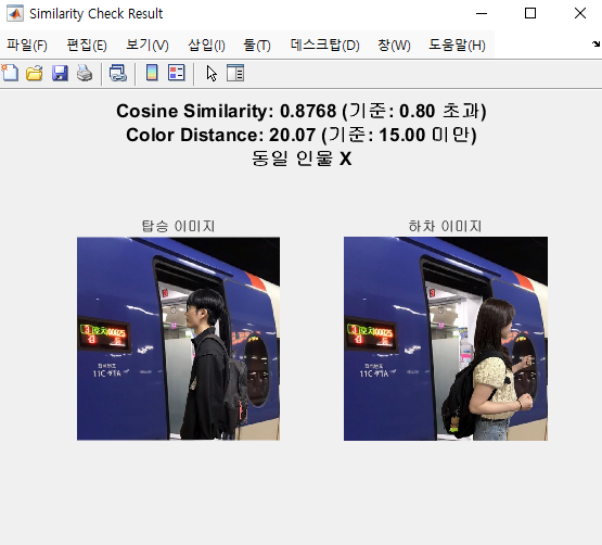 Similarity Check Result
파일(F) 편집(E) 보기(V) 삽입(I) 툴(T) 데스크탑(D) 창(W) 도움말(H)
Cosine Similarity: 0.8768 (기준: 0.80 초과)
Color Distance: 20.07 (기준: 15.00 미만)
동일 인물 X
탑승 이미지
하차 이미지